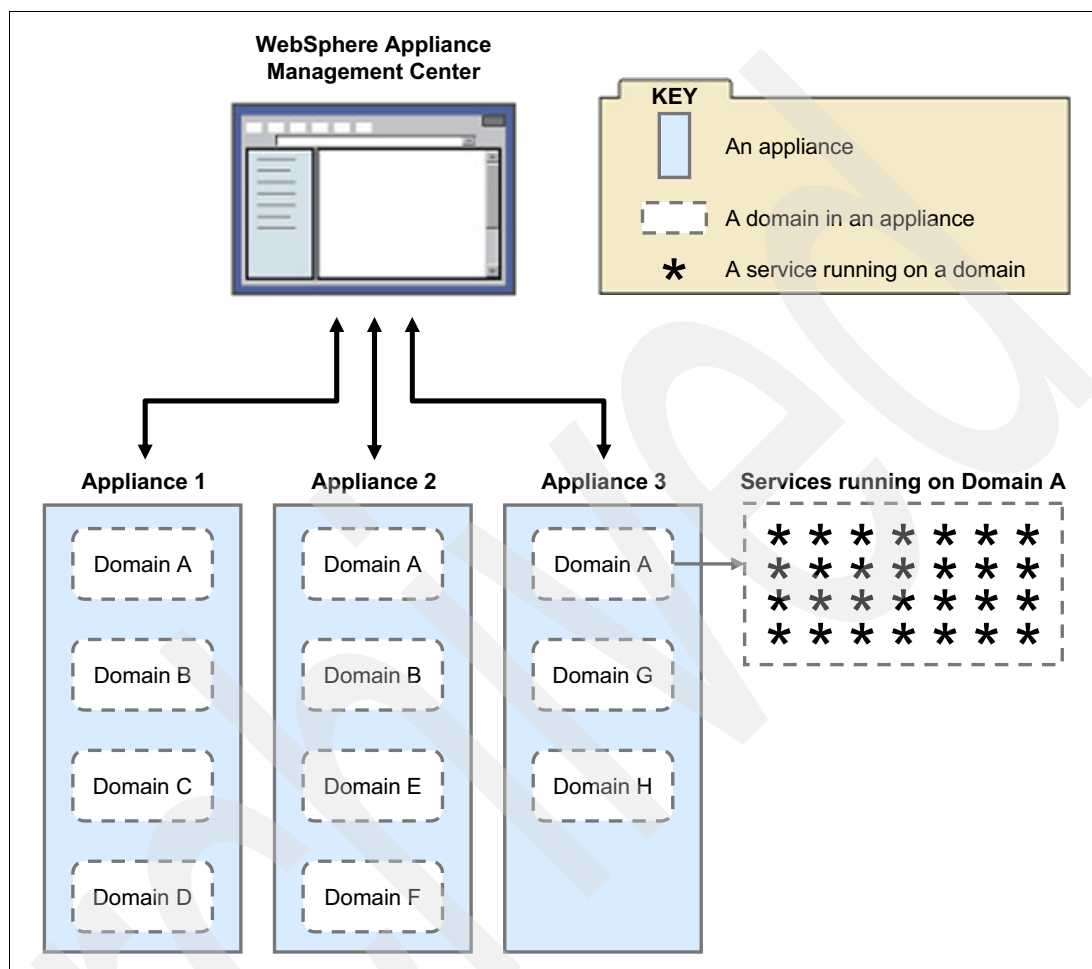 WebSphere Appliance
Management Center
KEY
An appliance
A domain in an appliance
* A service running on a domain
Appliance 1
Domain A
Domain B
Domain C
Domain D
Appliance 2
Domain A
Domain B
Domain E
Domain F
Appliance 3
Domain A
Domain G
Domain H
Services running on Domain A
* * * * * * *
* * * * * * *
* * * * * * *
* * * * * * *